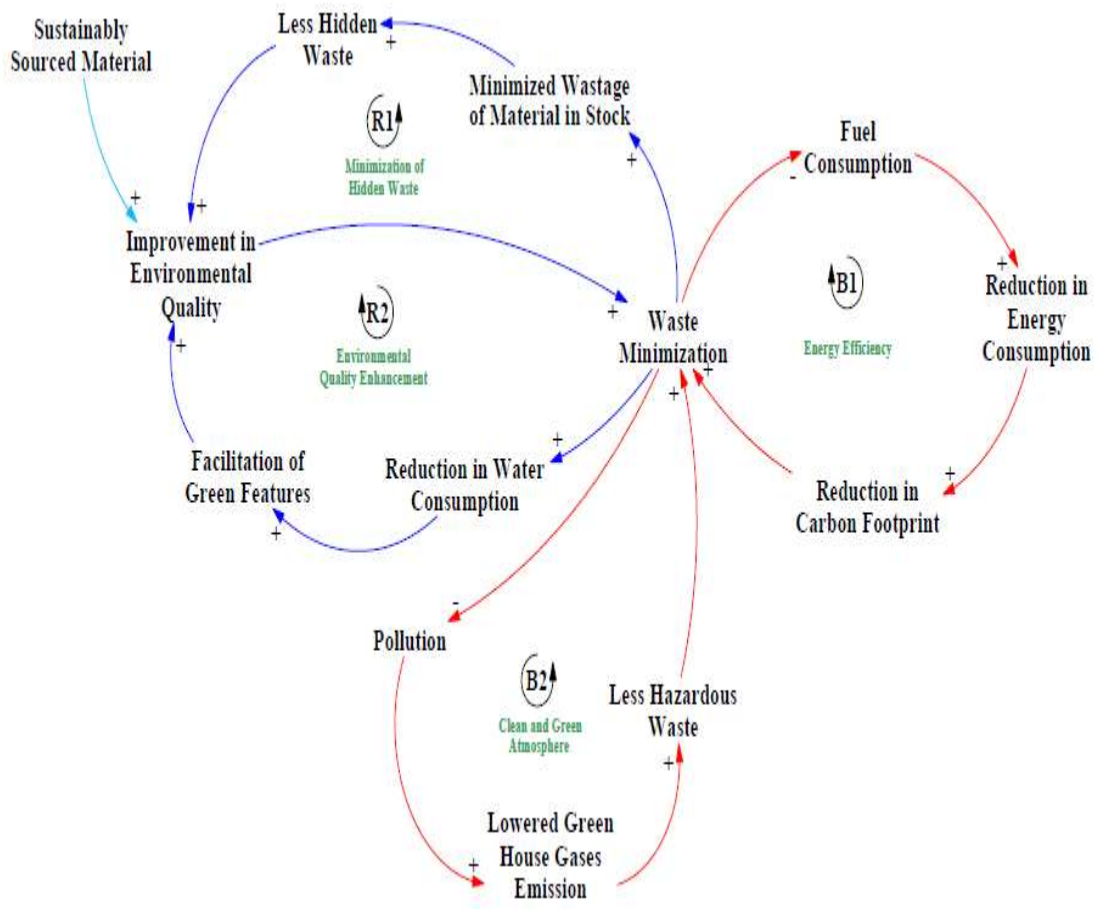 Sustainably
Sourced Material
Less Hidden
Waste
+
Minimized Wastage
of Material in Stock
+
R1
Minimization of
Hidden Waste
Fuel
Consumption
-
+
+
Improvement in
Environmental
Quality
+
R2
Environmental
Quality Enhancement
+
Waste
Minimization
+
+
B1
Energy Efficiency
+
Reduction in
Energy
Consumption
Facilitation of
Green Features
+
Reduction in Water
Consumption
+
Reduction in
Carbon Footprint
+
-
Pollution
B2
Clean and Green
Atmosphere
Less Hazardous
Waste
+
Lowered Green
House Gases
Emission
+